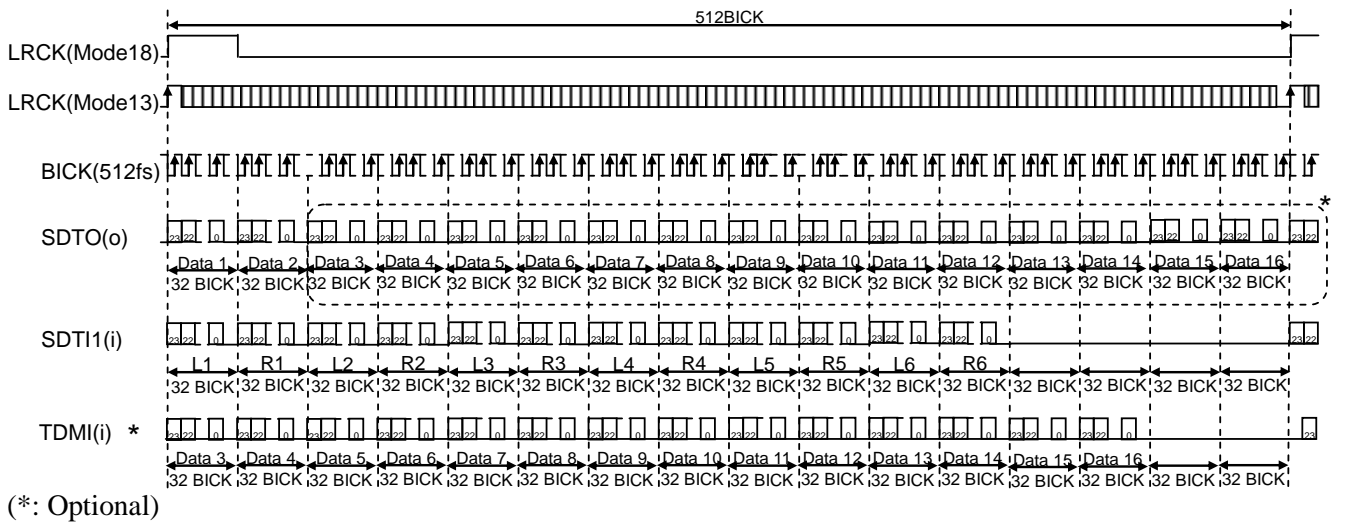 512BICK
LRCK(Mode18)
LRCK(Mode13)
BICK(512fs)
*
SDTO(o)
23 22 0 23 22 0 23 22 0 23 22 0 23 22 0 23 22 0 23 22 0 23 22 0 23 22 0 23 22 0 23 22 0 23 22 0 23 22 0 23 22 0 23 22 0 23 22 0 23 22
Data 1 Data 2 Data 3 Data 4 Data 5 Data 6 Data 7 Data 8 Data 9 Data 10 Data 11 Data 12 Data 13 Data 14 Data 15 Data 16
32 BICK 32 BICK 32 BICK 32 BICK 32 BICK 32 BICK 32 BICK 32 BICK 32 BICK 32 BICK 32 BICK 32 BICK 32 BICK 32 BICK 32 BICK 32 BICK
SDTI1(i)
23 22 0 23 22 0 23 22 0 23 22 0 23 22 0 23 22 0 23 22 0 23 22 0 23 22 0 23 22 0 23 22 0 23 22 0 23 22
L1 R1 L2 R2 L3 R3 L4 R4 L5 R5 L6 R6
32 BICK 32 BICK 32 BICK 32 BICK 32 BICK 32 BICK 32 BICK 32 BICK 32 BICK 32 BICK 32 BICK 32 BICK 32 BICK 32 BICK 32 BICK 32 BICK
TDMI(i) *
23 22 0 23 22 0 23 22 0 23 22 0 23 22 0 23 22 0 23 22 0 23 22 0 23 22 0 23 22 0 23 22 0 23 22 0 23 22 0 23 22 0 23
Data 3 Data 4 Data 5 Data 6 Data 7 Data 8 Data 9 Data 10 Data 11 Data 12 Data 13 Data 14 Data 15 Data 16
32 BICK 32 BICK 32 BICK 32 BICK 32 BICK 32 BICK 32 BICK 32 BICK 32 BICK 32 BICK 32 BICK 32 BICK 32 BICK 32 BICK 32 BICK 32 BICK
(*: Optional)